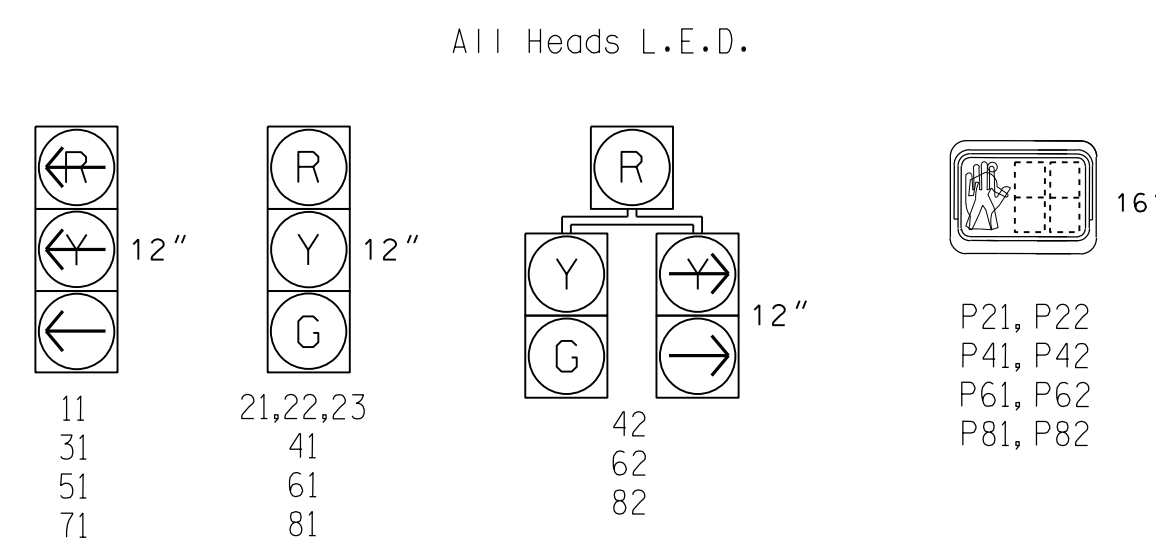 All Heads L.E.D.
R
Y
12"
11
31
51
71
R
Y
G
12"
21,22,23
41
61
81
R
Y
G
Y
12"
42
62
82
16"
P21, P22
P41, P42
P61, P62
P81, P82